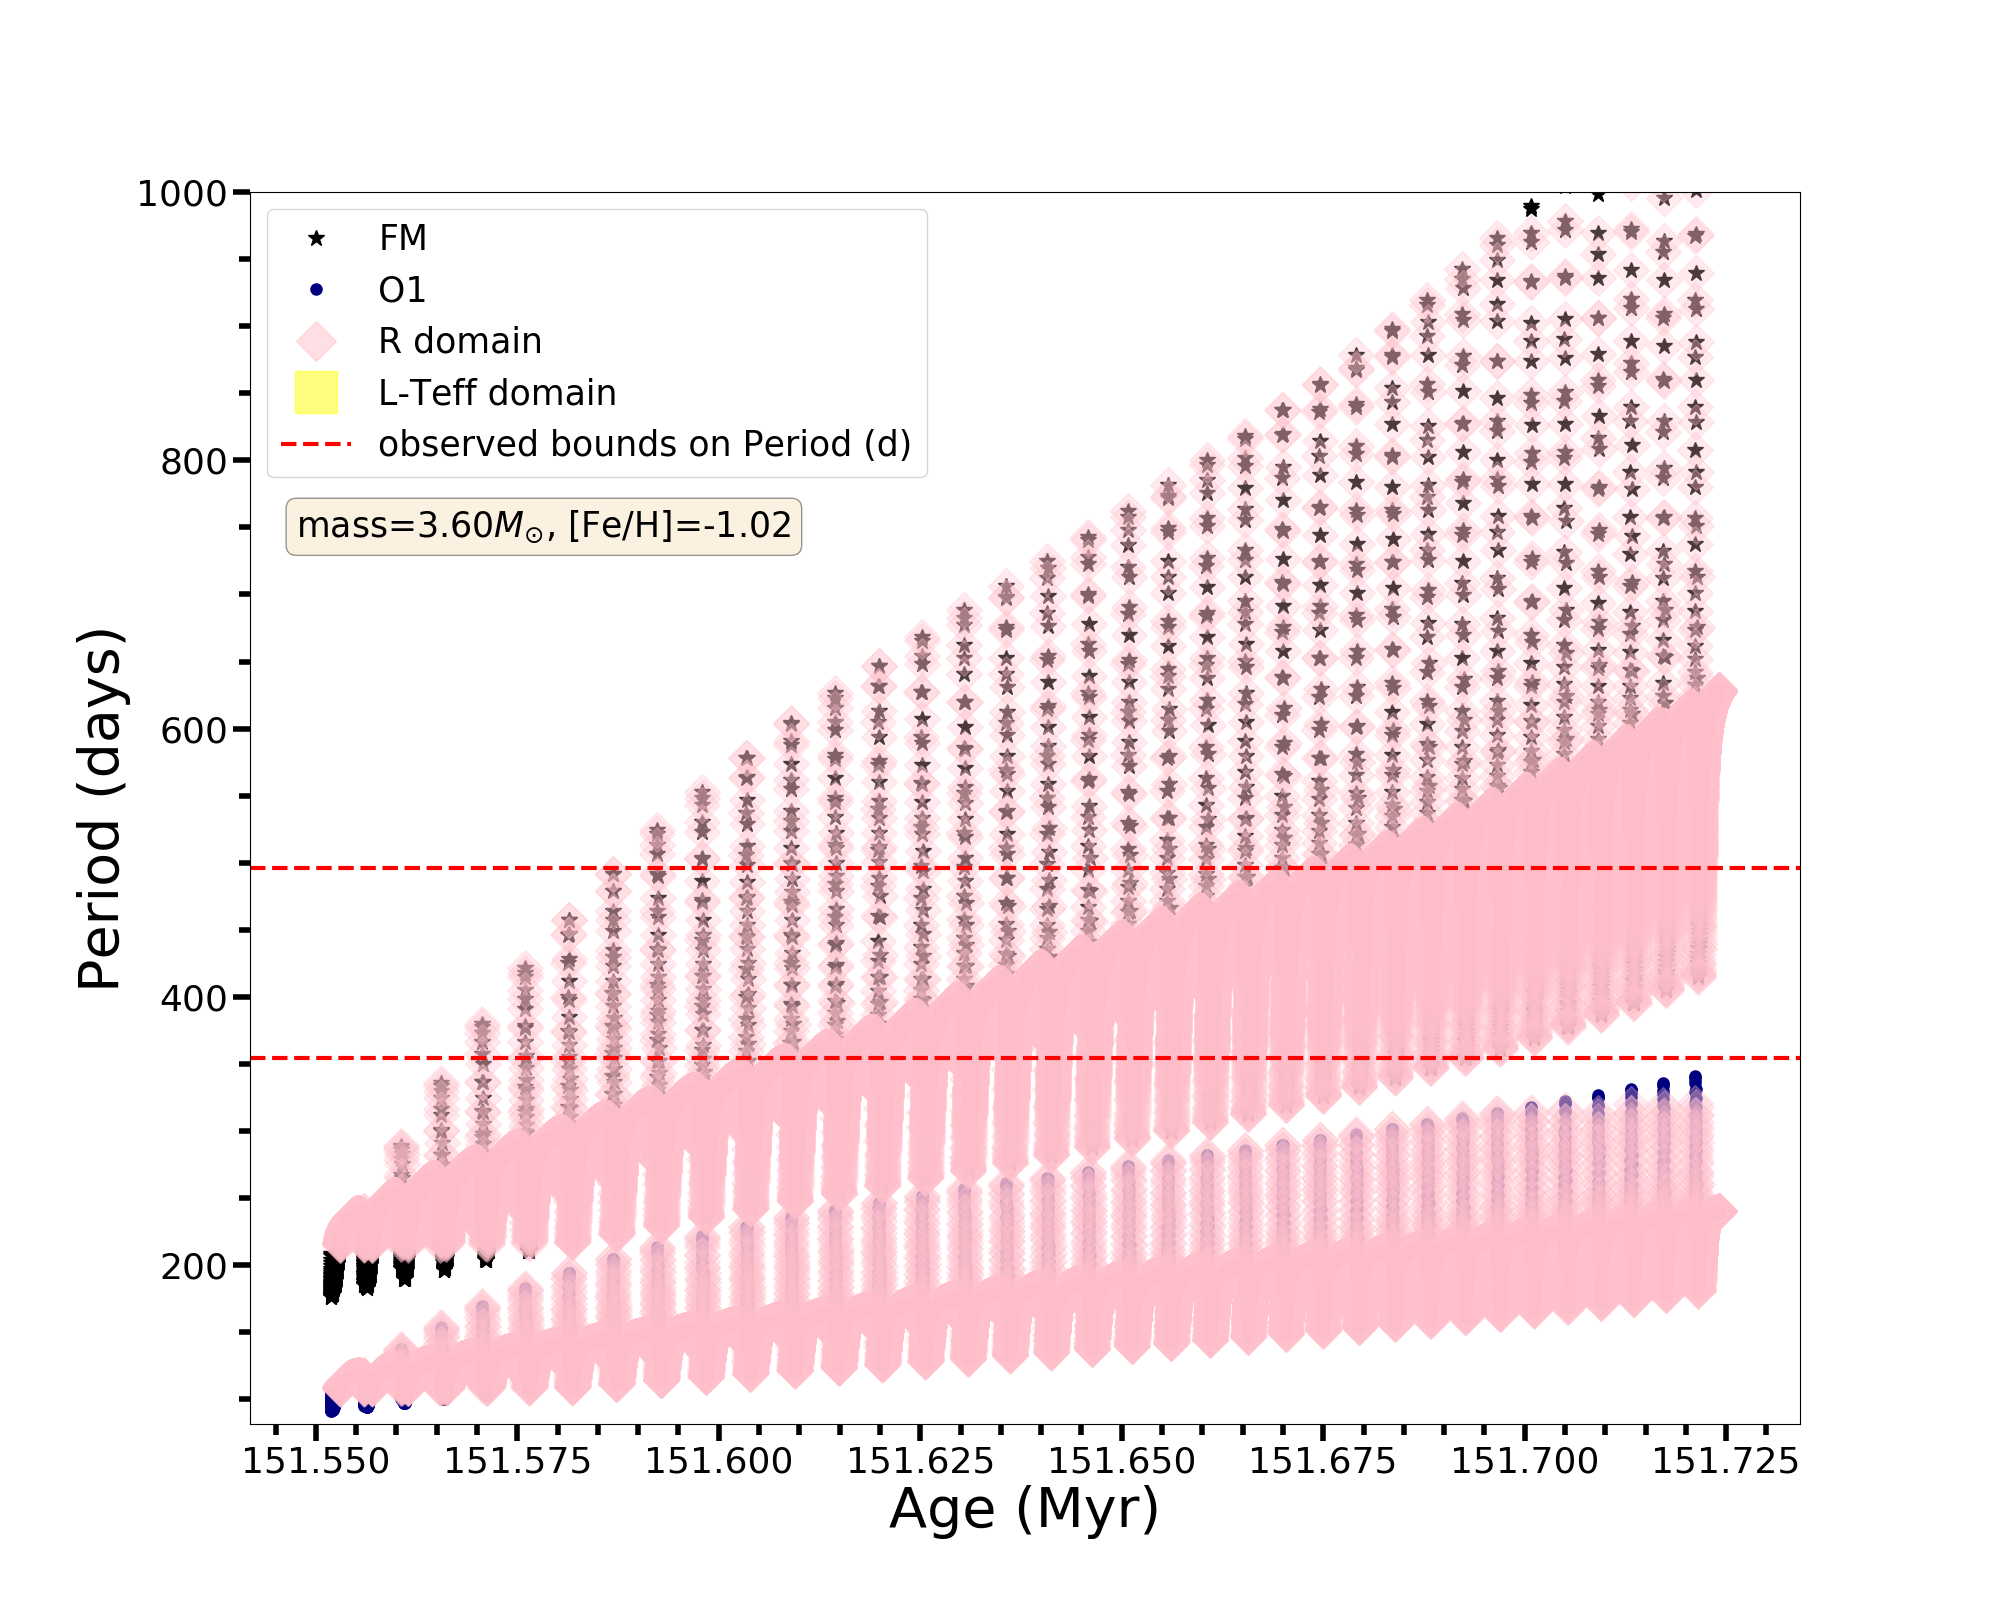 1000
800
600
400
200
Period (days)
FM
O1
R domain
L-Teff domain
observed bounds on Period (d)
mass=3.60M⊙, [Fe/H]=-1.02
151.550 151.575 151.600 151.625 151.650 151.675 151.700 151.725
Age (Myr)